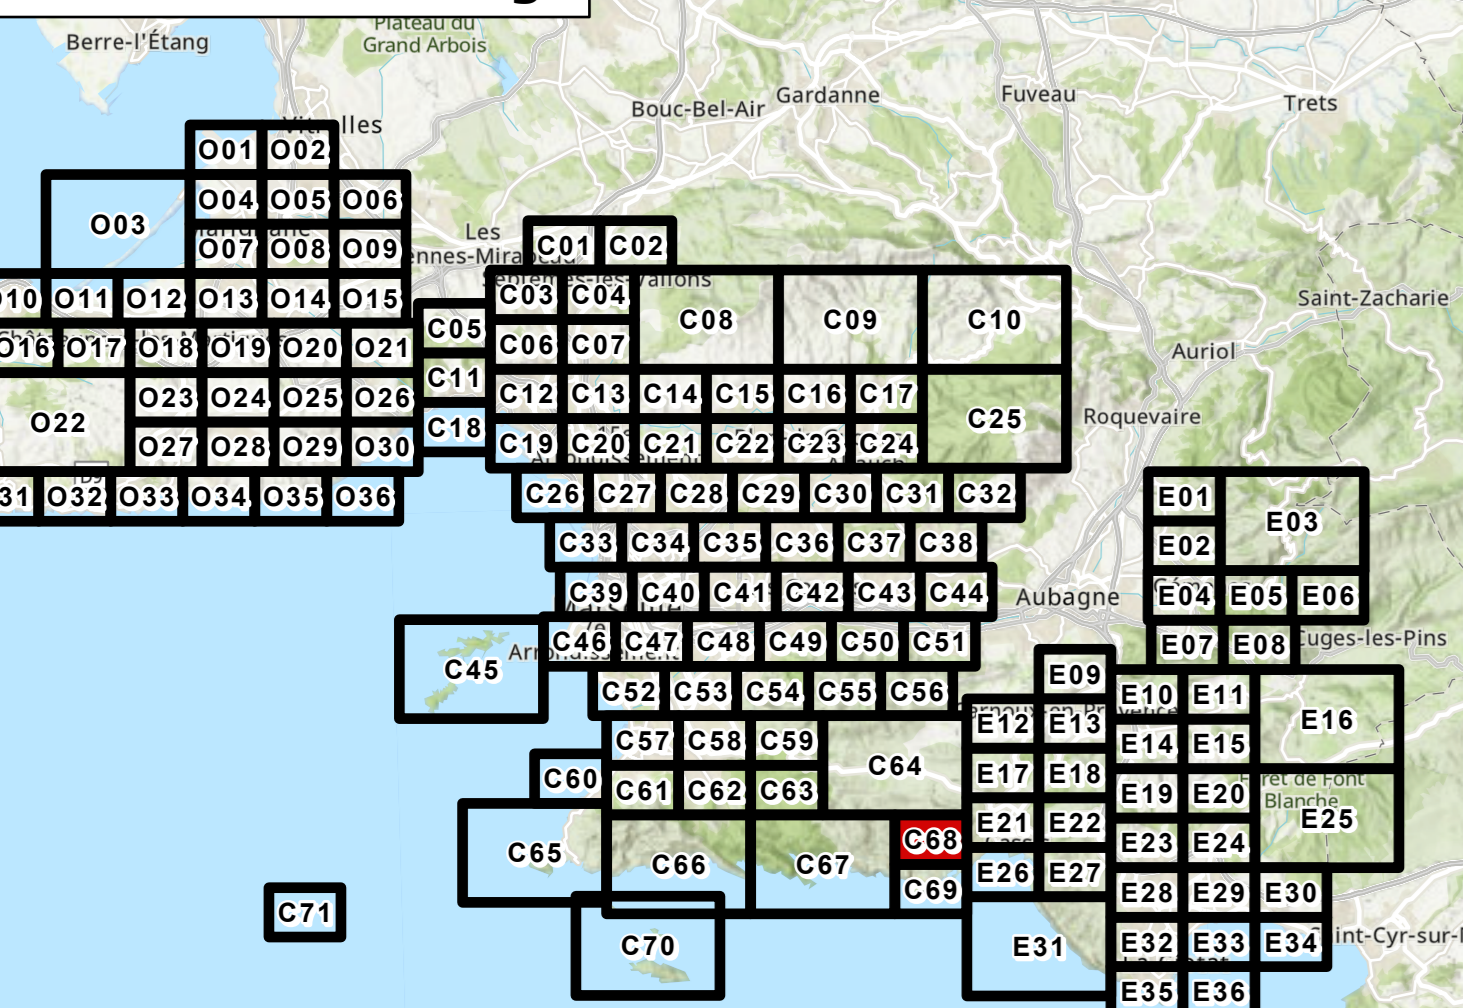 Berre-l'Étang
Plateau du
Grand Arbois
Bouc-Bel-Air
Gardanne
Fuveau
Trets
O01 O02
O03
O04 O05 O06
O07 O08 O09
Les
C01 C02
Septèmes-les-Vallons
Saint-Zacharie
O11 O12 O13 O14 O15
C03 C04
C05
C08 C09 C10
O16 O17 O18 O19 O20 O21
C06 C07
Auriol
C11
O23 O24 O25 O26
C12 C13 C14 C15 C16 C17
C25
Roquevaire
O22
C18
O27 O28 O29 O30
C19 C20 C21 C22 C23 C24
O32 O33 O34 O35 O36
C26 C27 C28 C29 C30 C31 C32
E01
E03
E02
C33 C34 C35 C36 C37 C38
C39 C40 C41 C42 C43 C44
Aubagne
E04 E05 E06
Marseille
C45
C46 C47 C48 C49 C50 C51
E07 E08
Cuges-les-Pins
Arrondissement
E09
C52 C53 C54 C55 C56
E10 E11
E12 E13
E16
C57 C58 C59
E14 E15
C64
C60
E17 E18
Forêt de Font
Blanche
C61 C62 C63
E19 E20
E21 E22
E25
C65
C66 C67
C68
E23 E24
C69
E26 E27
E28 E29 E30
C71
C70
E31
E32 E33 E34
E35 E36